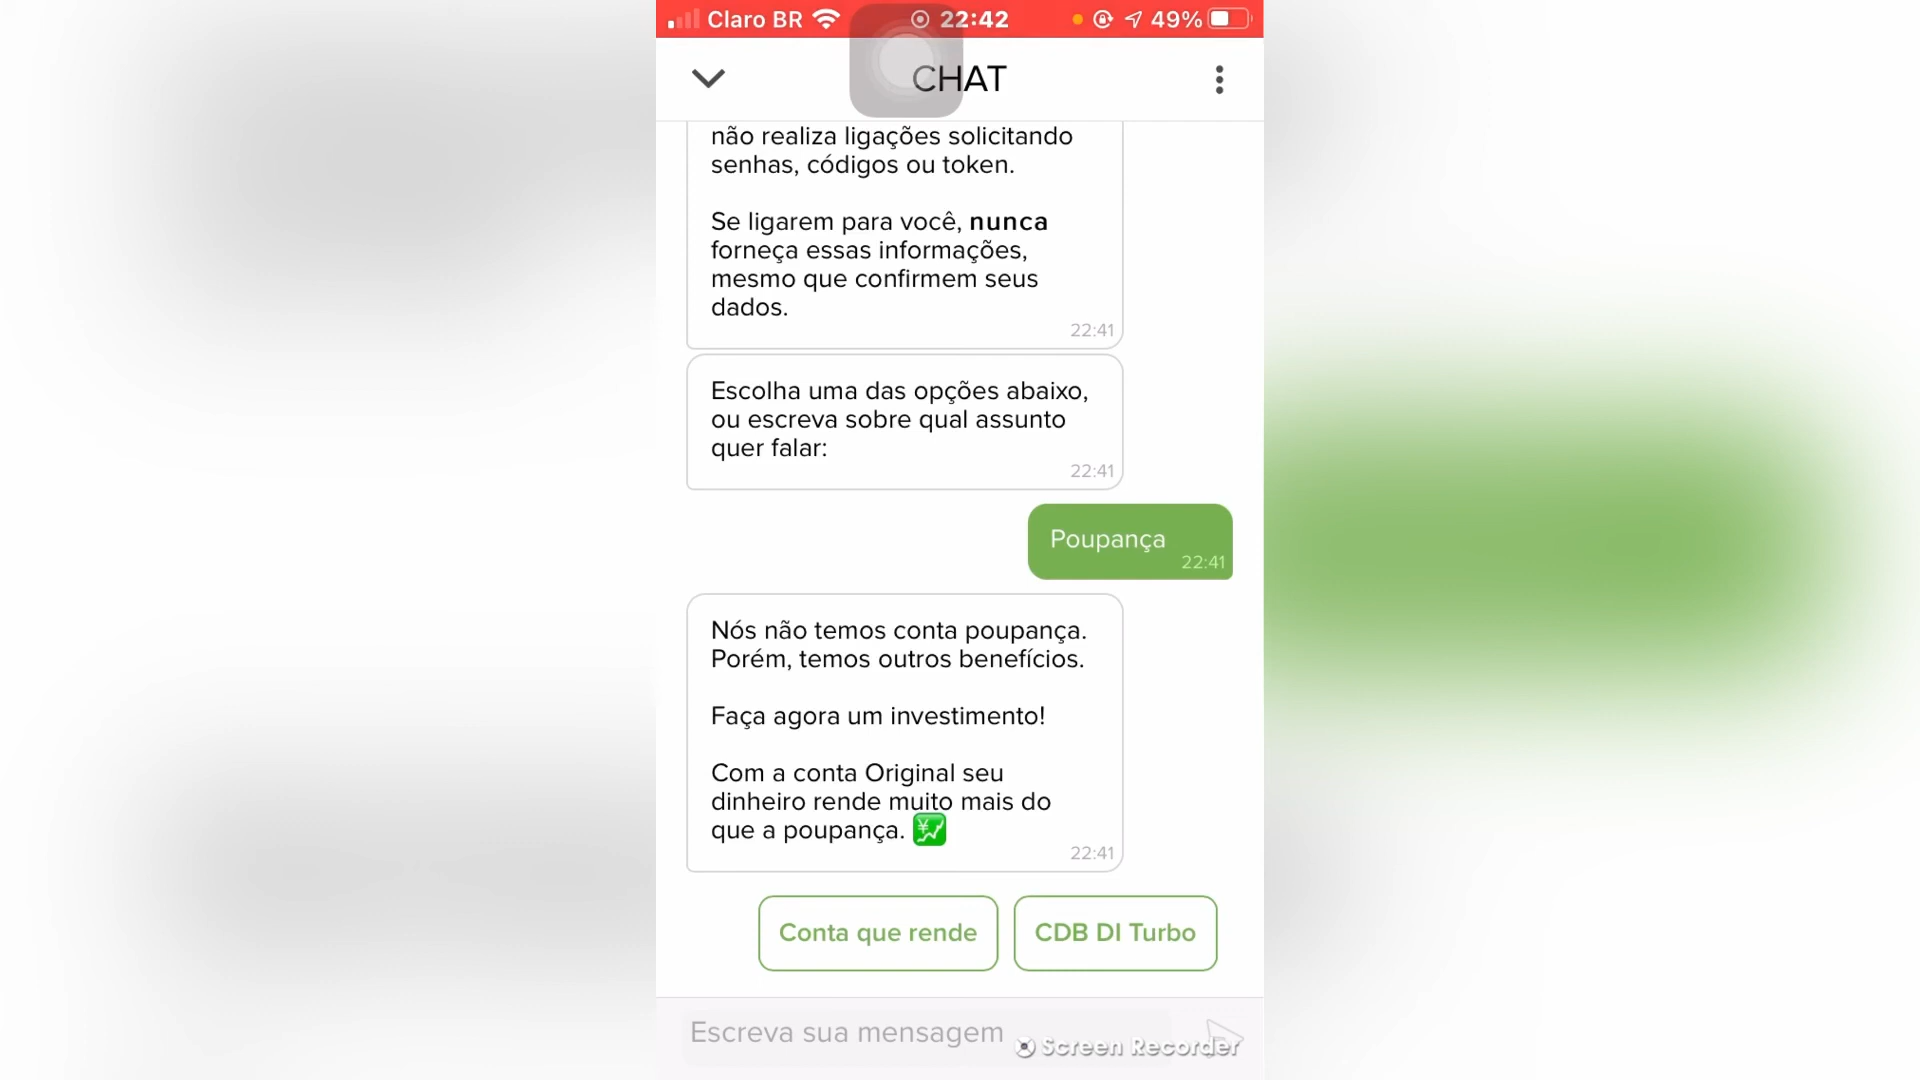 Claro BR 22:42 49%
CHAT
não realiza ligações solicitando
senhas, códigos ou token.
Se ligarem para você, nunca
forneça essas informações,
mesmo que confirmem seus
dados.
22:41
Escolha uma das opções abaixo,
ou escreva sobre qual assunto
quer falar:
22:41
Poupança
22:41
Nós não temos conta poupança.
Porém, temos outros benefícios.
Faça agora um investimento!
Com a conta Original seu
dinheiro rende muito mais do
que a poupança. 💹
22:41
Conta que rende
CDB DI Turbo
Escreva sua mensagem
Screen Recorder